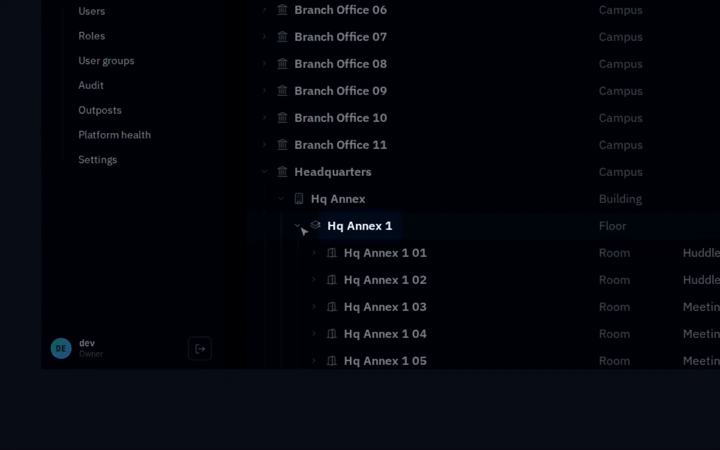 Users
Roles
User groups
Audit
Outposts
Platform health
Settings
DE
dev
Owner
Branch Office 06 Campus
Branch Office 07 Campus
Branch Office 08 Campus
Branch Office 09 Campus
Branch Office 10 Campus
Branch Office 11 Campus
Headquarters Campus
Hq Annex Building
Hq Annex 1 Floor
Hq Annex 1 01 Room Huddle
Hq Annex 1 02 Room Huddle
Hq Annex 1 03 Room Meetin
Hq Annex 1 04 Room Meetin
Hq Annex 1 05 Room Meetin